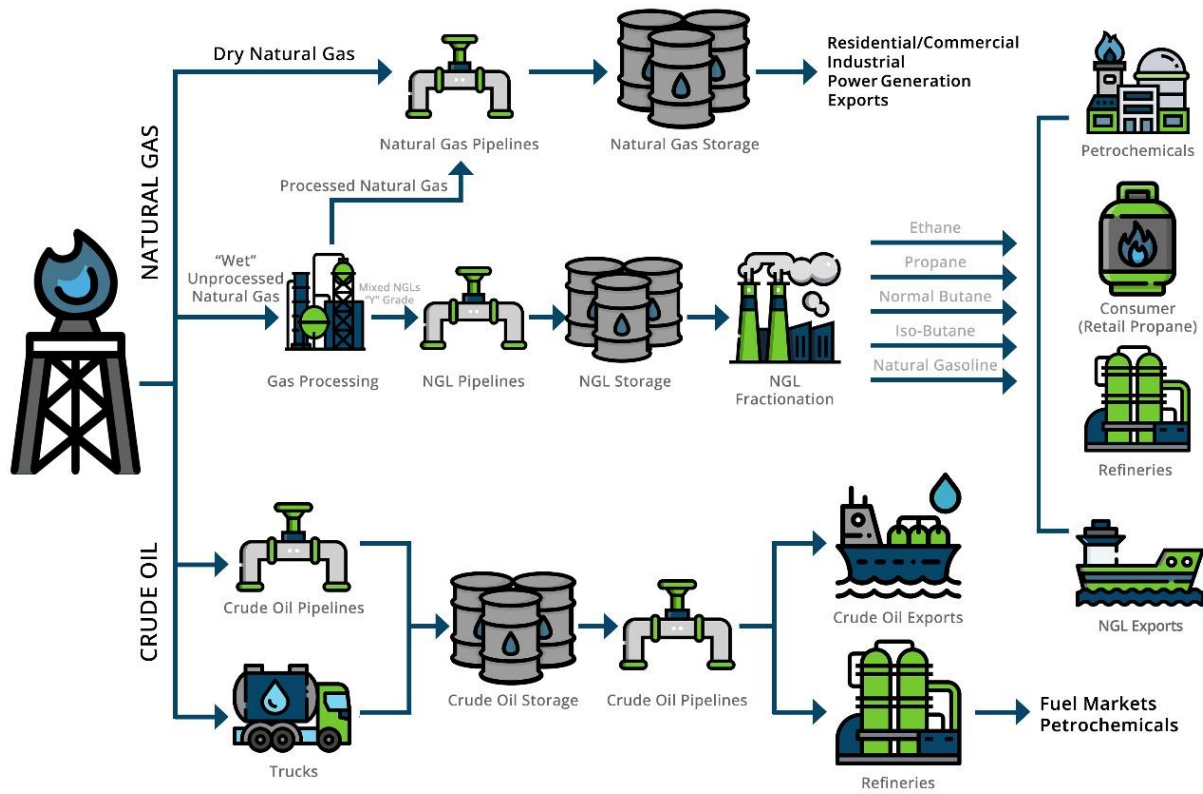 Dry Natural Gas
Natural Gas Pipelines
Natural Gas Storage
Residential/Commercial
Industrial
Power Generation
Exports
Petrochemicals
NATURAL GAS
Processed Natural Gas
"Wet"
Unprocessed
Natural Gas
Gas Processing
Mixed NGLs
"Y" Grade
NGL Pipelines
NGL Storage
NGL
Fractionation
Ethane
Propane
Normal Butane
Iso-Butane
Natural Gasoline
Consumer
(Retail Propane)
Refineries
NGL Exports
CRUDE OIL
Crude Oil Pipelines
Trucks
Crude Oil Storage
Crude Oil Pipelines
Crude Oil Exports
Refineries
Fuel Markets
Petrochemicals